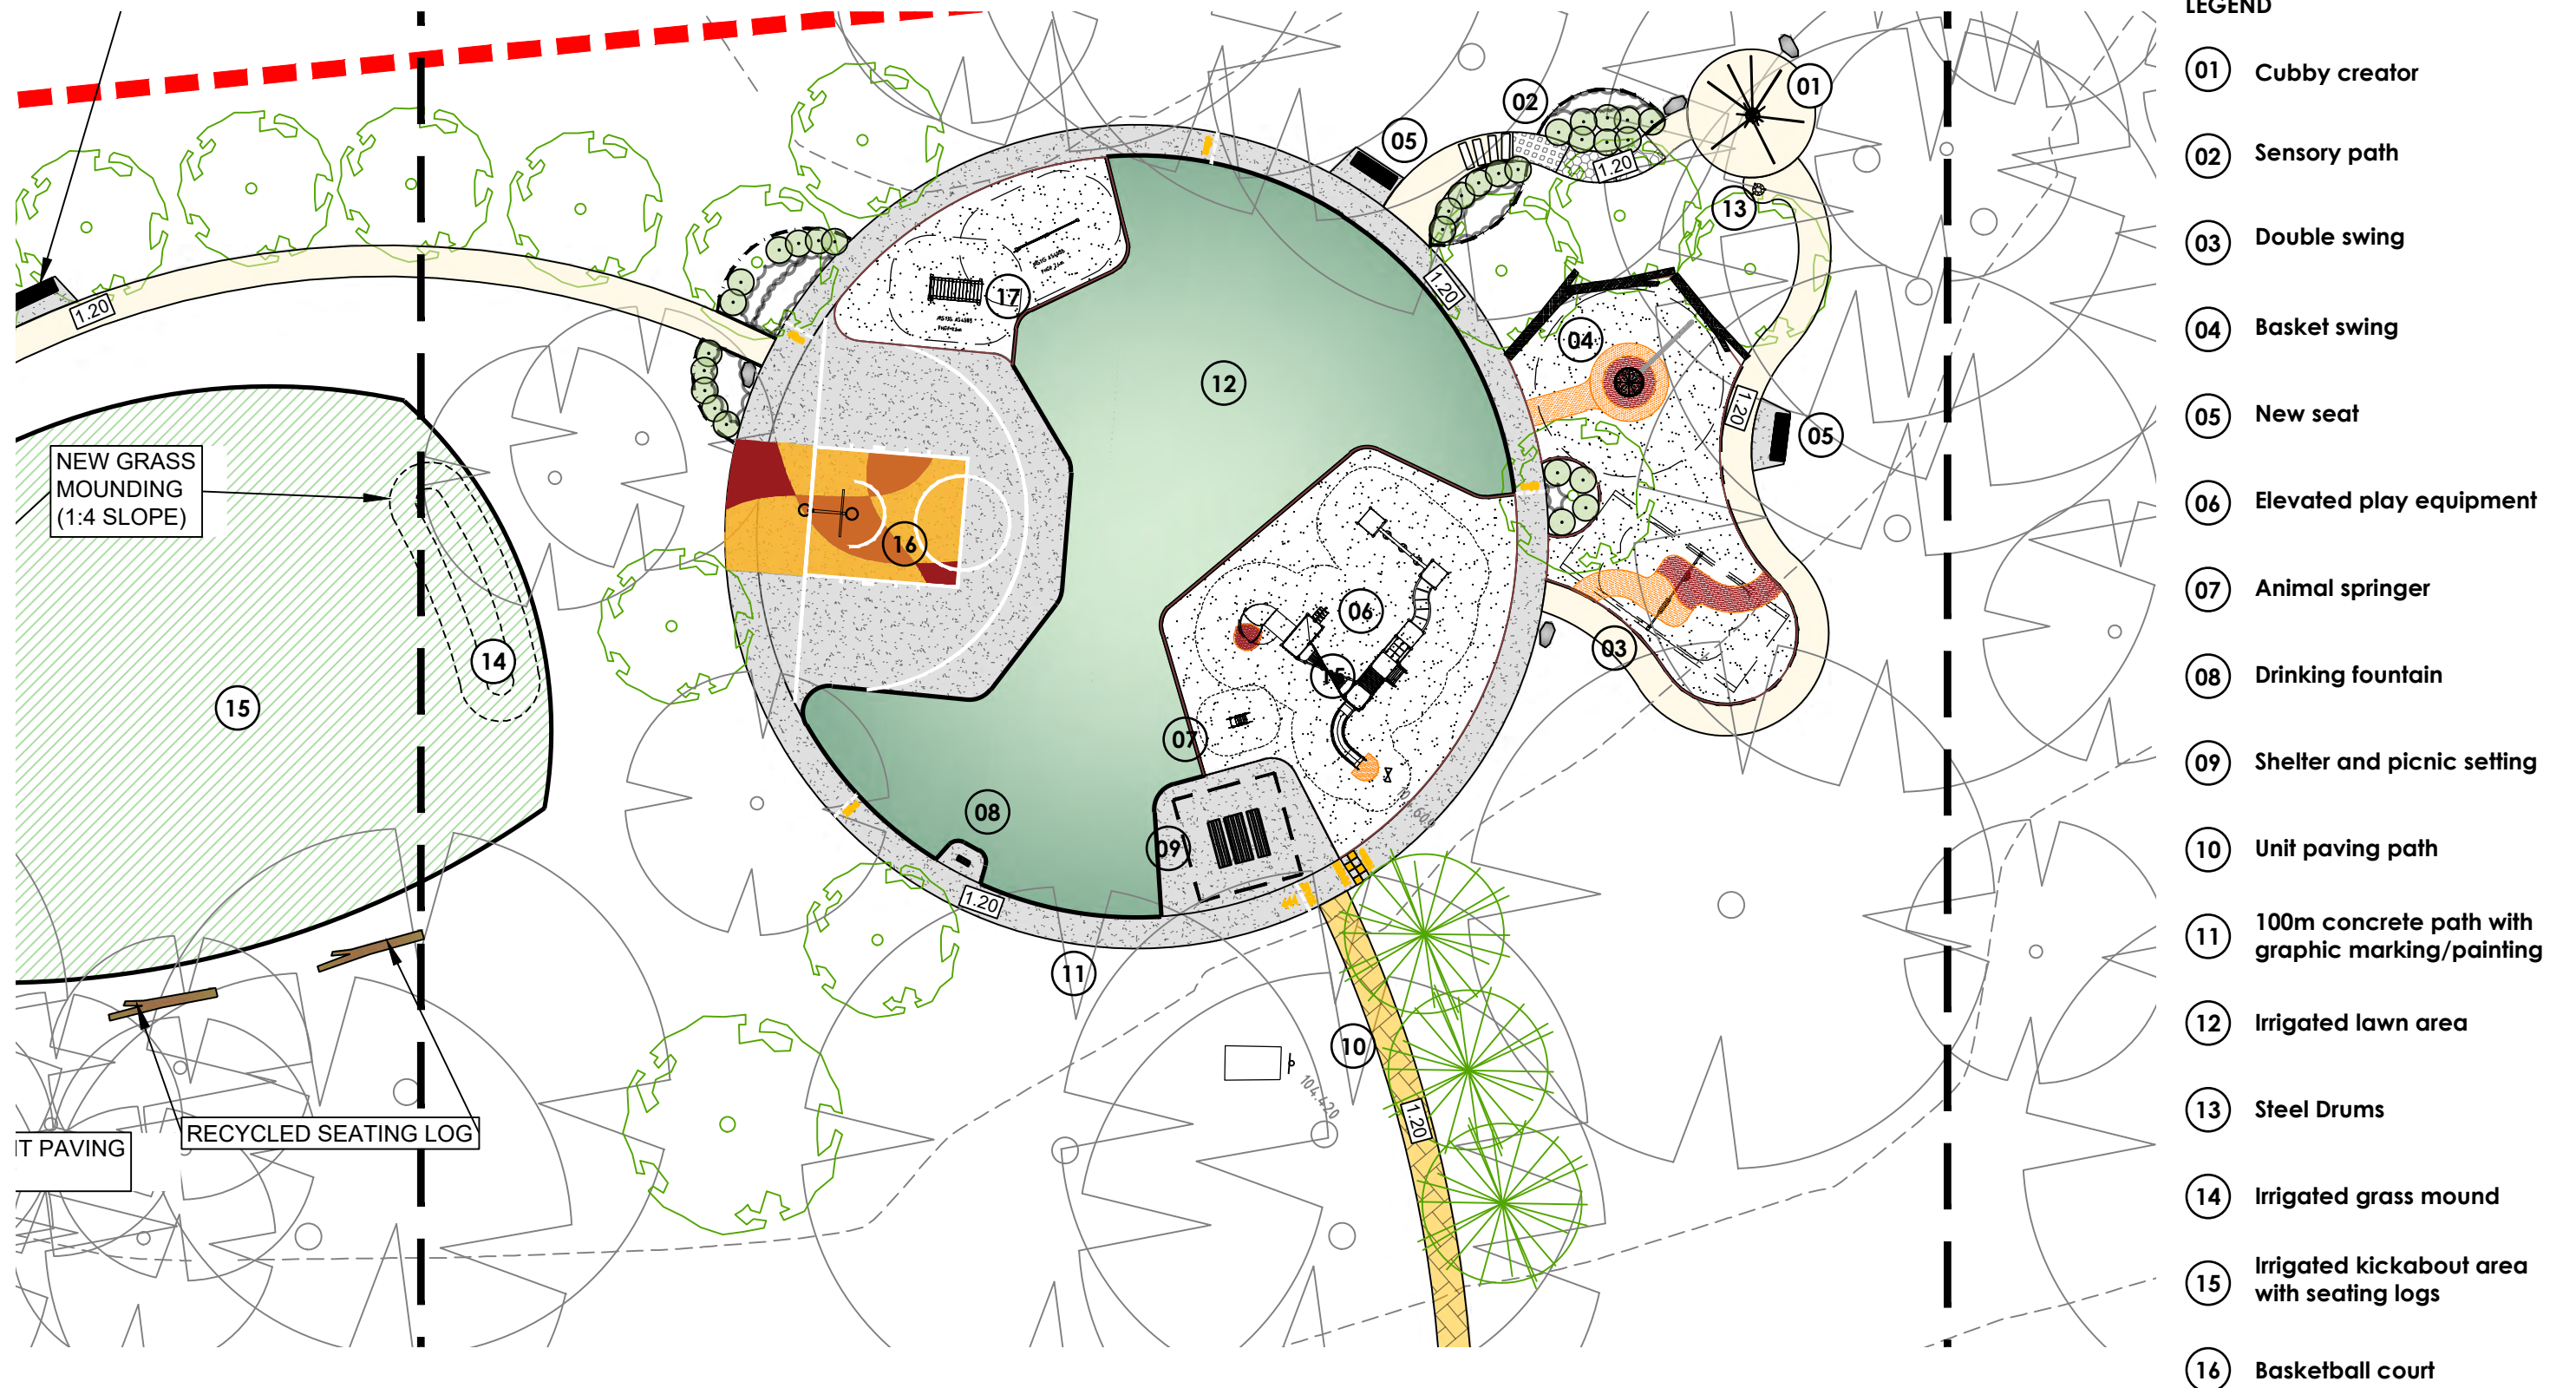 LEGEND
01 Cubby creator
02 Sensory path
03 Double swing
04 Basket swing
05 New seat
06 Elevated play equipment
07 Animal springer
08 Drinking fountain
09 Shelter and picnic setting
10 Unit paving path
11 100m concrete path with
graphic marking/painting
12 Irrigated lawn area
13 Steel Drums
14 Irrigated grass mound
15 Irrigated kickabout area
with seating logs
16 Basketball court
01
02
05
1.20
13
17
1.20
1.20
04
12
1.20
05
NEW GRASS
MOUNDING
(1:4 SLOPE)
16
06
03
14
15
15
07
08
09
104.600
1.20
11
10
104.420
1.20
RECYCLED SEATING LOG
IT PAVING